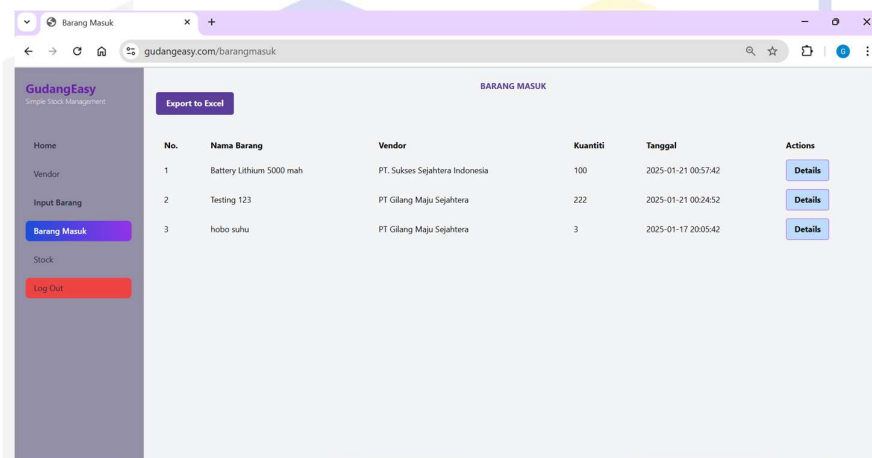 Barang Masuk
gudangeasy.com/barangmasuk
G
GudangEasy
Simple Stock Management
Home
Vendor
Input Barang
Barang Masuk
Stock
Log Out
BARANG MASUK
Export to Excel
No. Nama Barang Vendor Kuantiti Tanggal Actions
1 Battery Lithium 5000 mah PT. Sukses Sejahtera Indonesia 100 2025-01-21 00:57:42 Details
2 Testing 123 PT Gilang Maju Sejahtera 222 2025-01-21 00:24:52 Details
3 hobo suhu PT Gilang Maju Sejahtera 3 2025-01-17 20:05:42 Details